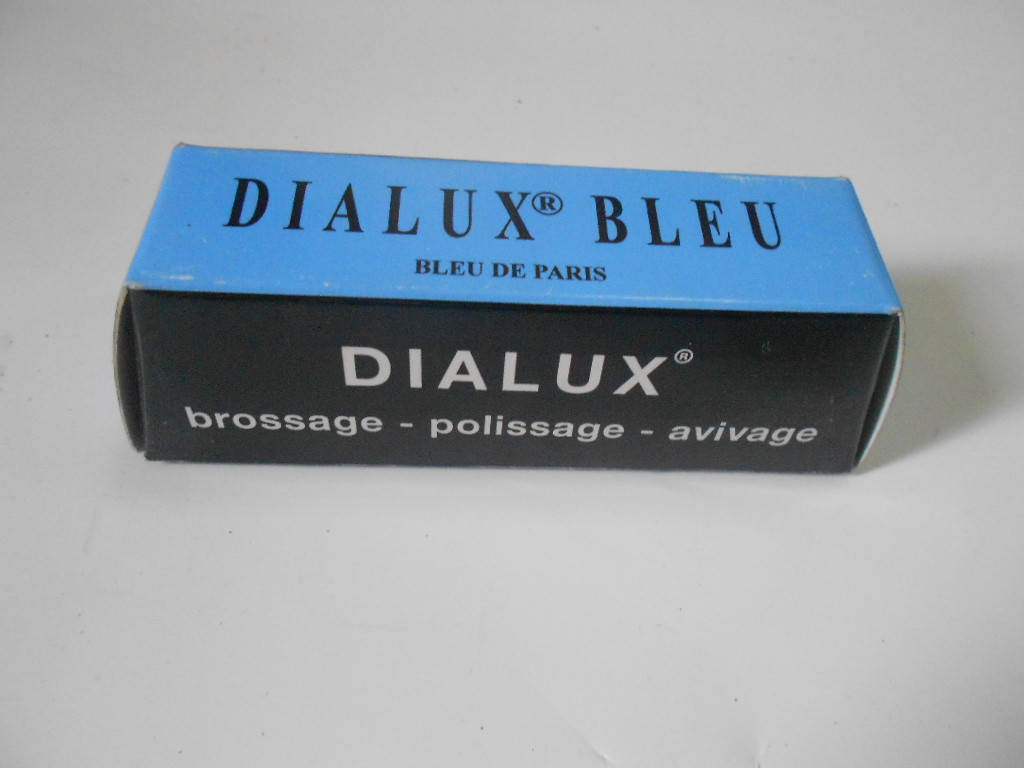 DIALUX® BLEU
BLEU DE PARIS
DIALUX®
brossage - polissage - avivage